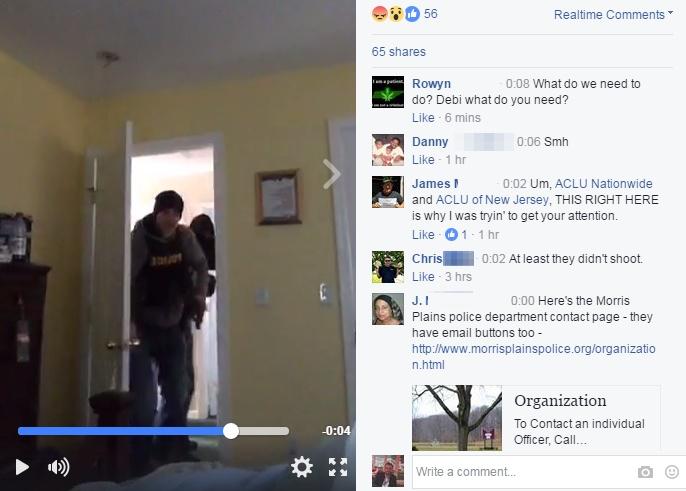 56
Realtime Comments
65 shares
I am a patient.
Rowyn 0:08 What do we need to
do? Debi what do you need?
Like · 6 mins
Danny 0:06 Smh
Like · 1 hr
James 0:02 Um, ACLU Nationwide
and ACLU of New Jersey, THIS RIGHT HERE
is why I was tryin' to get your attention.
Like · 1 · 1 hr
Chris 0:02 At least they didn't shoot.
Like · 3 hrs
J. 0:00 Here's the Morris
Plains police department contact page - they
have email buttons too -
http://www.morrisplainspolice.org/organizatio
n.html
Organization
To Contact an individual
Officer, Call…
Write a comment...
POLICE
-0:04